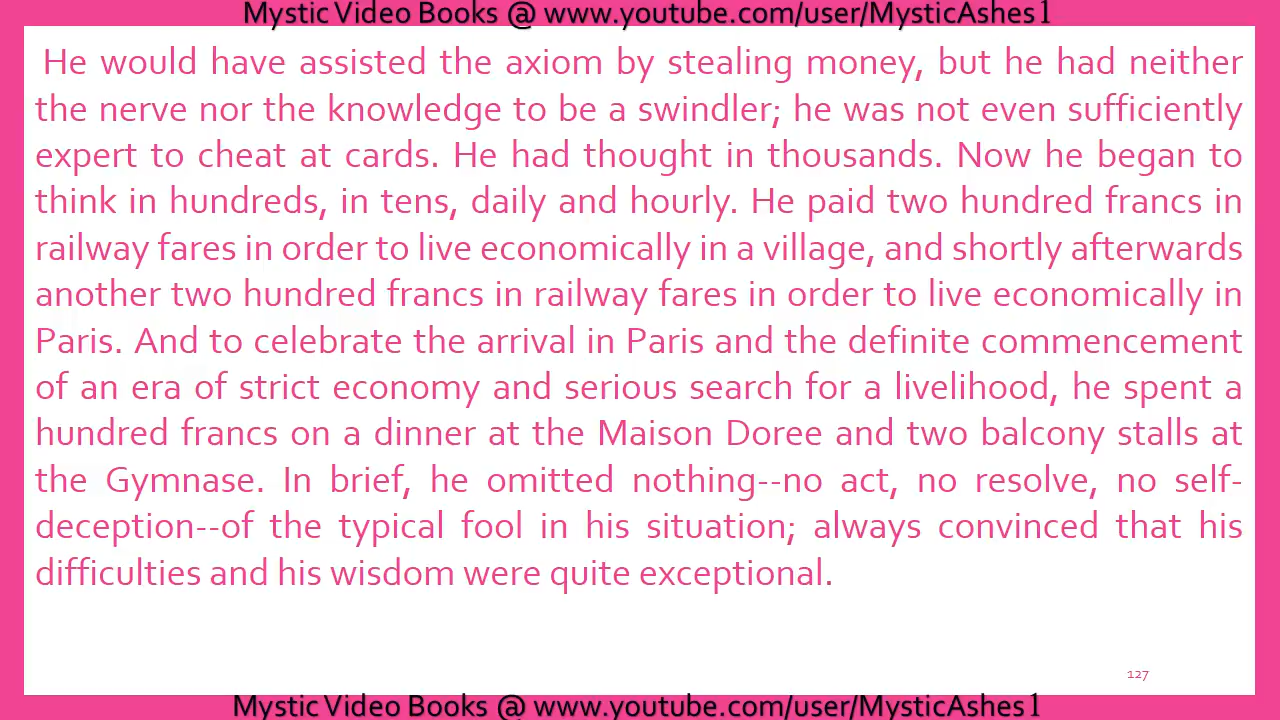 Mystic Video Books @ www.youtube.com/user/MysticAshes1
He would have assisted the axiom by stealing money, but he had neither
the nerve nor the knowledge to be a swindler; he was not even sufficiently
expert to cheat at cards. He had thought in thousands. Now he began to
think in hundreds, in tens, daily and hourly. He paid two hundred francs in
railway fares in order to live economically in a village, and shortly afterwards
another two hundred francs in railway fares in order to live economically in
Paris. And to celebrate the arrival in Paris and the definite commencement
of an era of strict economy and serious search for a livelihood, he spent a
hundred francs on a dinner at the Maison Doree and two balcony stalls at
the Gymnase. In brief, he omitted nothing--no act, no resolve, no self-
deception--of the typical fool in his situation; always convinced that his
difficulties and his wisdom were quite exceptional.
127
Mystic Video Books @ www.youtube.com/user/MysticAshes1